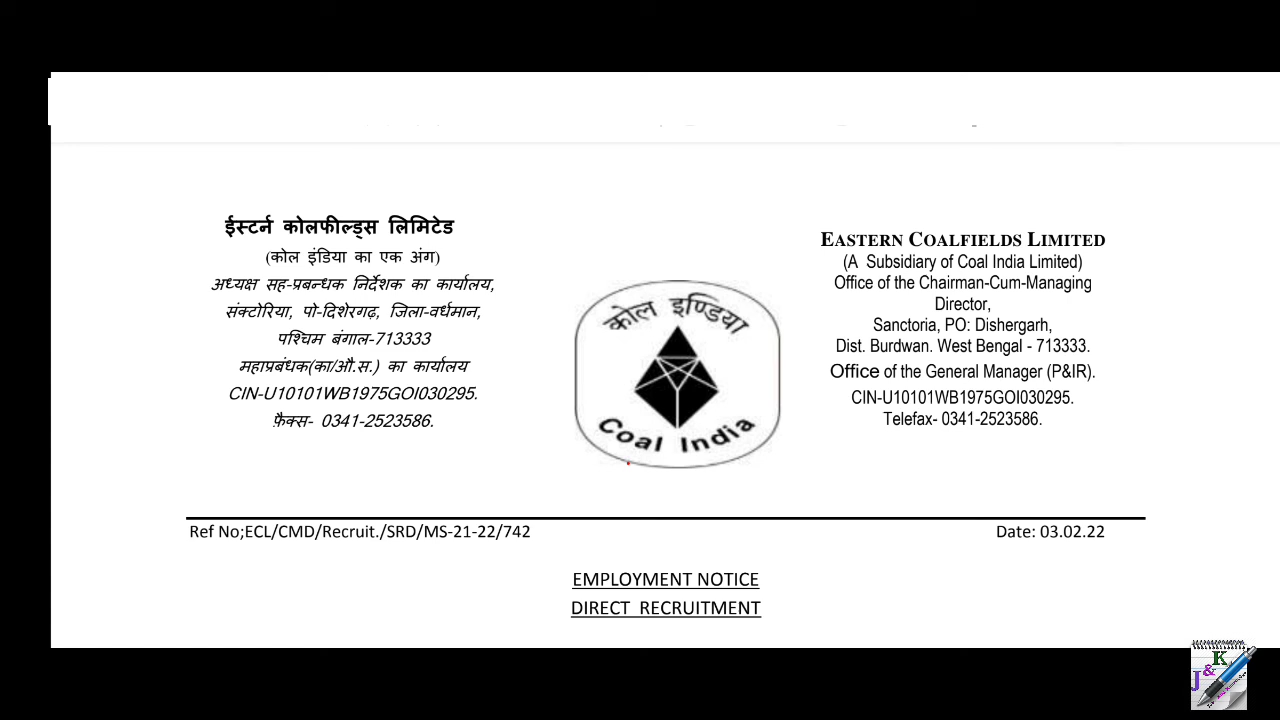 ईस्टर्न कोलफील्ड्स लिमिटेड
(कोल इंडिया का एक अंग)
अध्यक्ष सह-प्रबन्धक निर्देशक का कार्यालय,
संक्टोरिया, पो-दिशेरगढ़, जिला-वर्धमान,
पश्चिम बंगाल-713333
महाप्रबंधक(का/औ.स.) का कार्यालय
CIN-U10101WB1975GOI030295.
फ़ैक्स- 0341-2523586.
कोल इण्डिया
Coal India
EASTERN COALFIELDS LIMITED
(A Subsidiary of Coal India Limited)
Office of the Chairman-Cum-Managing
Director,
Sanctoria, PO: Dishergarh,
Dist. Burdwan. West Bengal - 713333.
Office of the General Manager (P&IR).
CIN-U10101WB1975GOI030295.
Telefax- 0341-2523586.
Ref No;ECL/CMD/Recruit./SRD/MS-21-22/742
Date: 03.02.22
EMPLOYMENT NOTICE
DIRECT RECRUITMENT
J&K